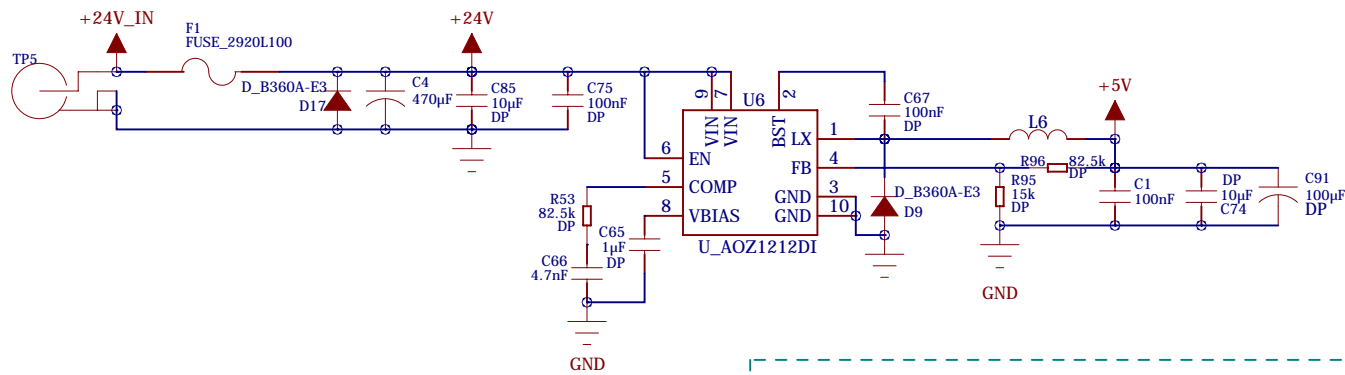 +24V_IN
+24V
F1
FUSE_2920L100
TP5
D_B360A-E3
D17
C4
470µF
C85
10µF
DP
C75
100nF
DP
U6
9
7
2
VIN
VIN
BST
C67
100nF
DP
+5V
LX
1
L6
6
EN
FB
4
R96
82.5k
DP
5
COMP
GND
3
8
VBIAS
GND
10
R53
82.5k
DP
C65
1µF
DP
C66
4.7nF
U_AOZ1212DI
D_B360A-E3
D9
R95
15k
DP
C1
100nF
DP
10µF
C74
C91
100µF
DP
GND
GND